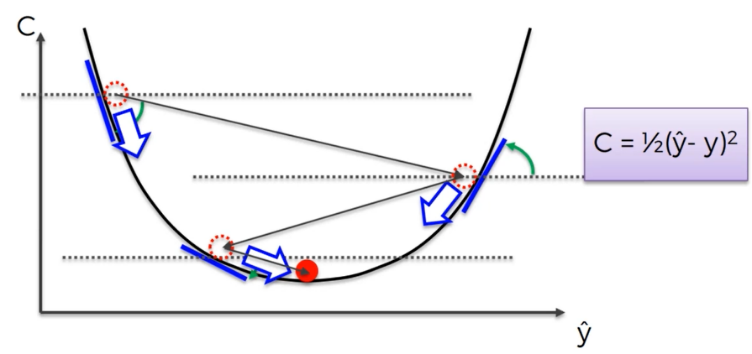 C
C = ½(ŷ- y)²
ŷ